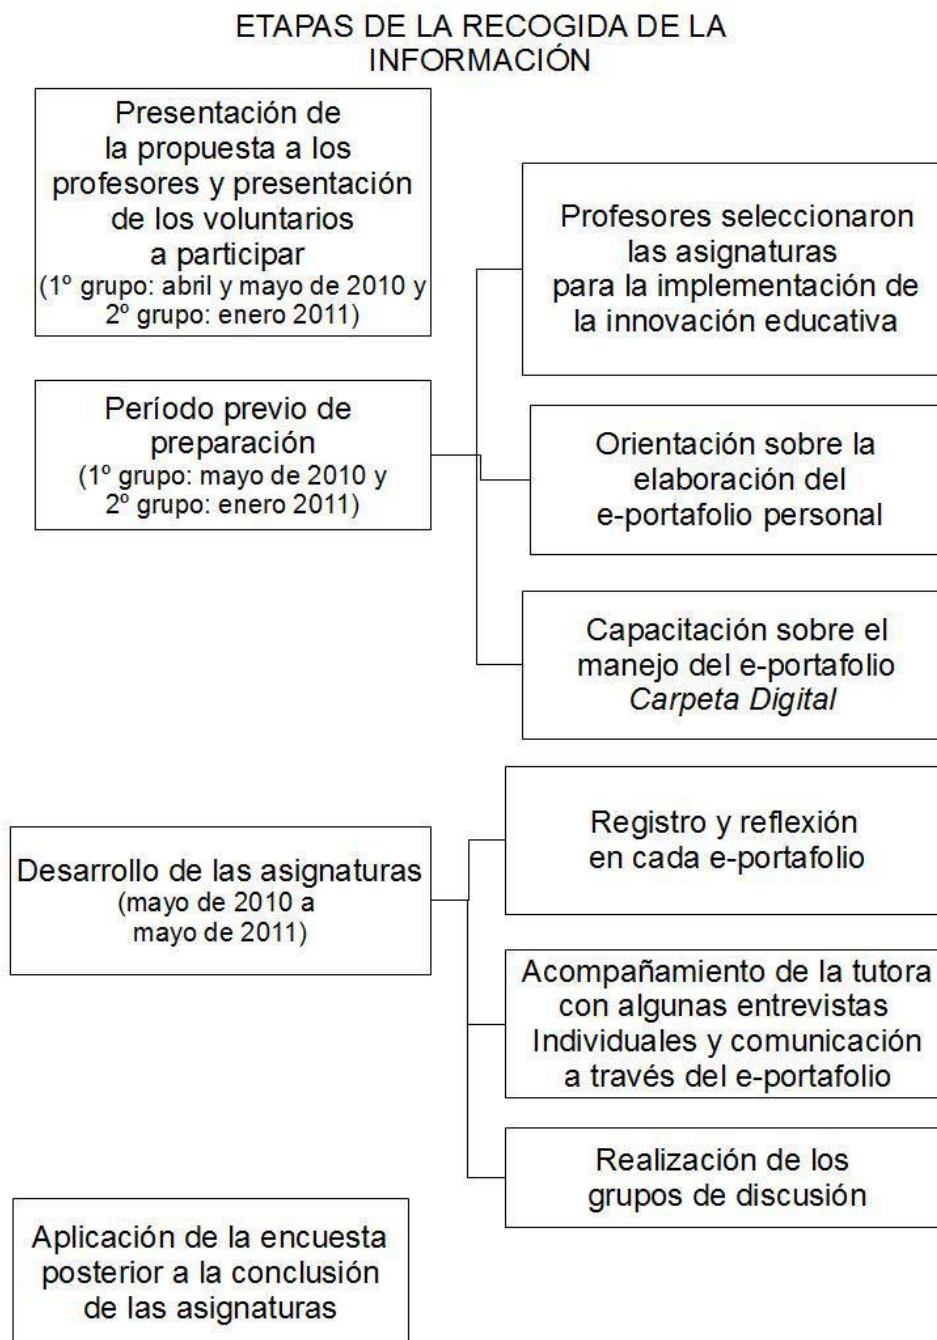 ETAPAS DE LA RECOGIDA DE LA
INFORMACIÓN
Presentación de
la propuesta a los
profesores y presentación
de los voluntarios
a participar
(1º grupo: abril y mayo de 2010 y
2º grupo: enero 2011)
Período previo de
preparación
(1º grupo: mayo de 2010 y
2º grupo: enero 2011)
Profesores seleccionaron
las asignaturas
para la implementación de
la innovación educativa
Orientación sobre la
elaboración del
e-portafolio personal
Capacitación sobre el
manejo del e-portafolio
Carpeta Digital
Desarrollo de las asignaturas
(mayo de 2010 a
mayo de 2011)
Registro y reflexión
en cada e-portafolio
Acompañamiento de la tutora
con algunas entrevistas
Individuales y comunicación
a través del e-portafolio
Realización de los
grupos de discusión
Aplicación de la encuesta
posterior a la conclusión
de las asignaturas